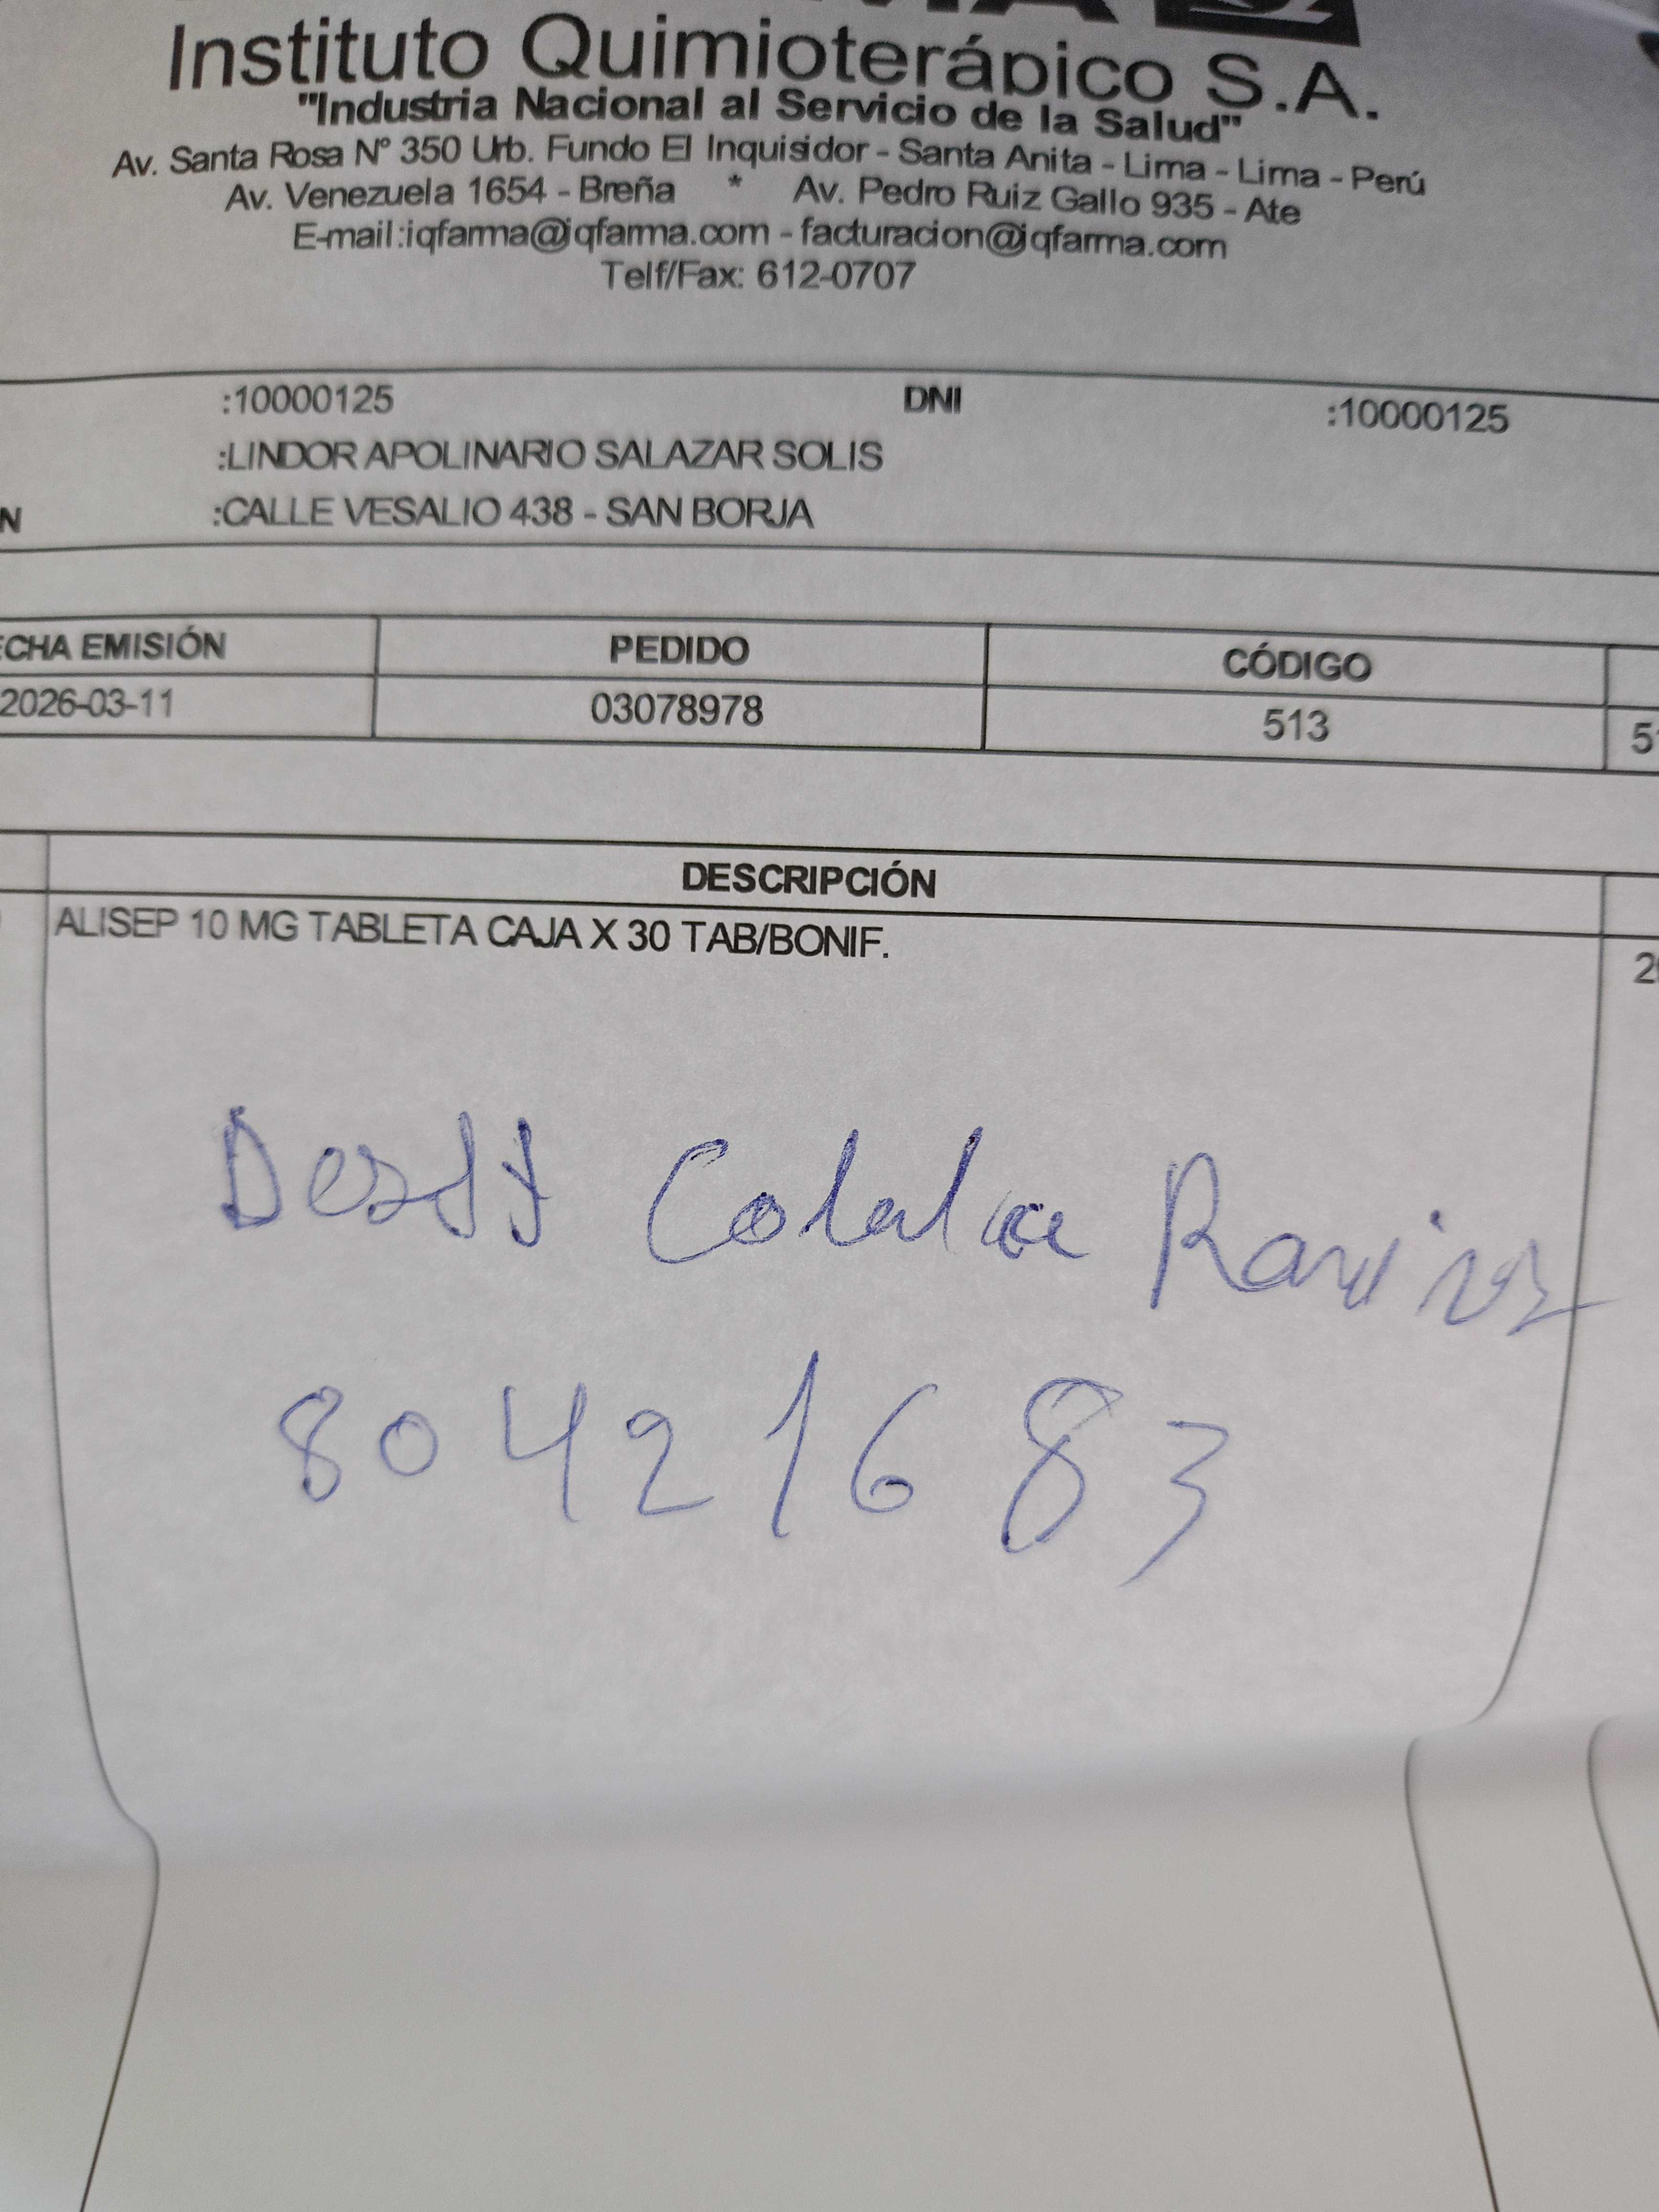 Instituto Quimioterápico S.A.
"Industria Nacional al Servicio de la Salud"
Av. Santa Rosa N° 350 Urb. Fundo El Inquisidor - Santa Anita - Lima - Lima - Perú
Av. Venezuela 1654 - Breña * Av. Pedro Ruiz Gallo 935 - Ate
E-mail:iqfarma@iqfarma.com - facturacion@iqfarma.com
Telf/Fax: 612-0707
:10000125 DNI :10000125
:LINDOR APOLINARIO SALAZAR SOLIS
N :CALLE VESALIO 438 - SAN BORJA
ECHA EMISIÓN PEDIDO CÓDIGO
2026-03-11 03078978 513
DESCRIPCIÓN
ALISEP 10 MG TABLETA CAJA X 30 TAB/BONIF.
80421683